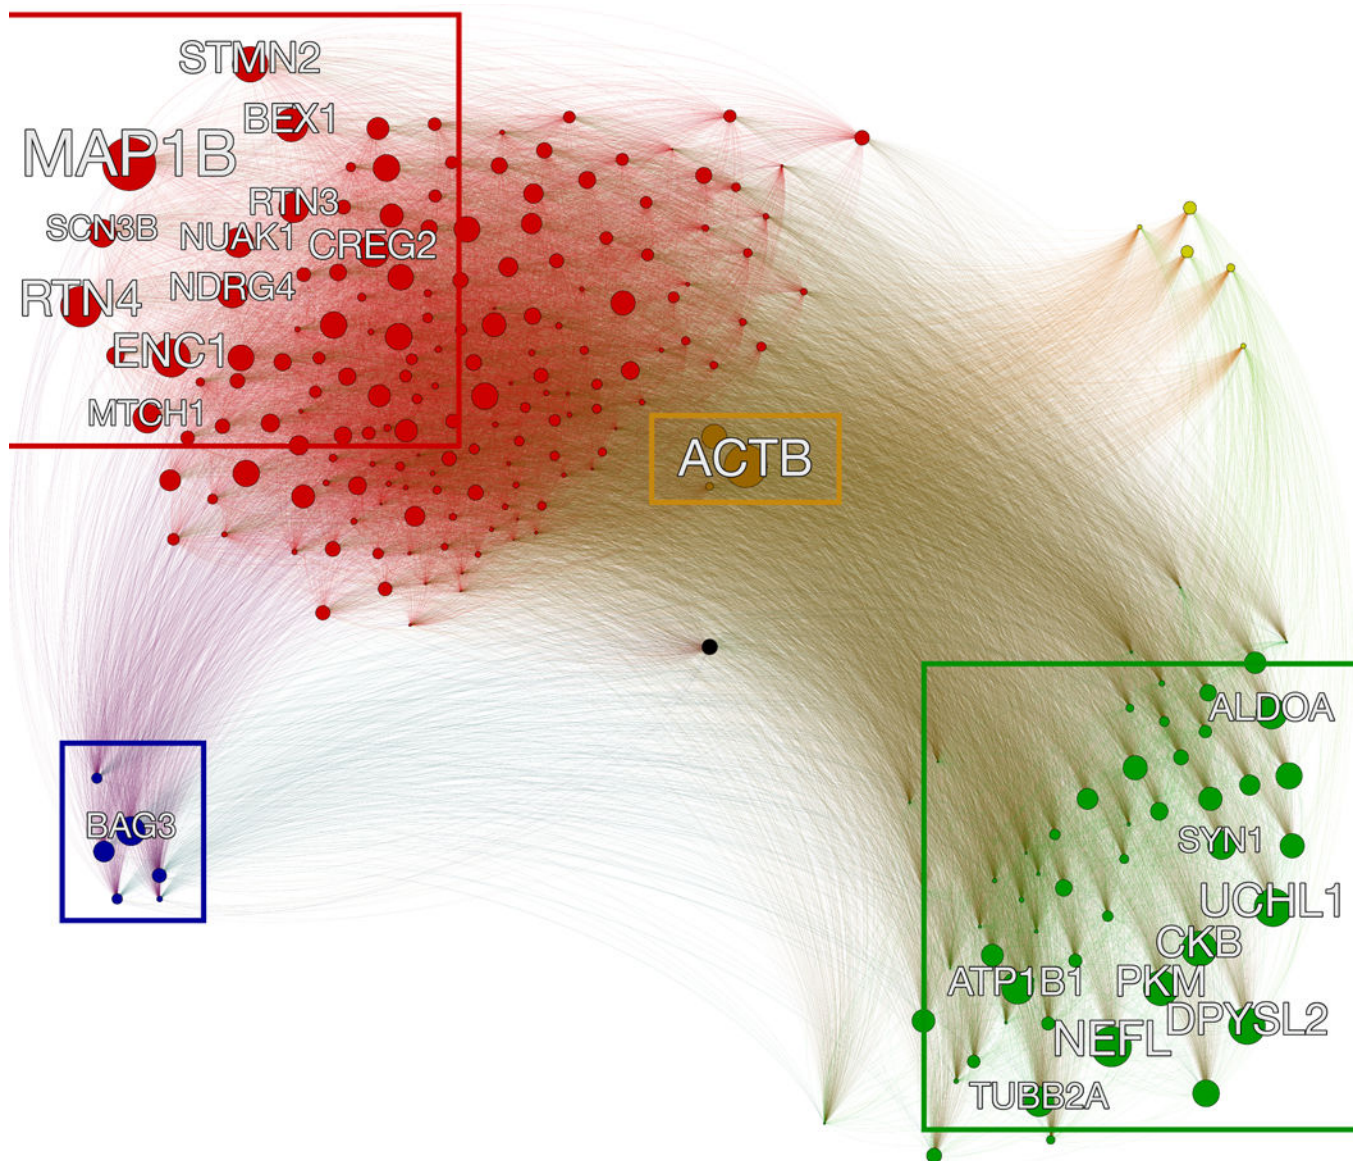 STMN2
BEX1
MAP1B
RTN3
SCN3B
NUAK1
CREG2
NDRG4
RTN4
ENC1
MTCH1
ACTB
ALDOA
BAG3
SYN1
UCHL1
CKB
ATP1B1
PKM
DPYSL2
NEFL
TUBB2A